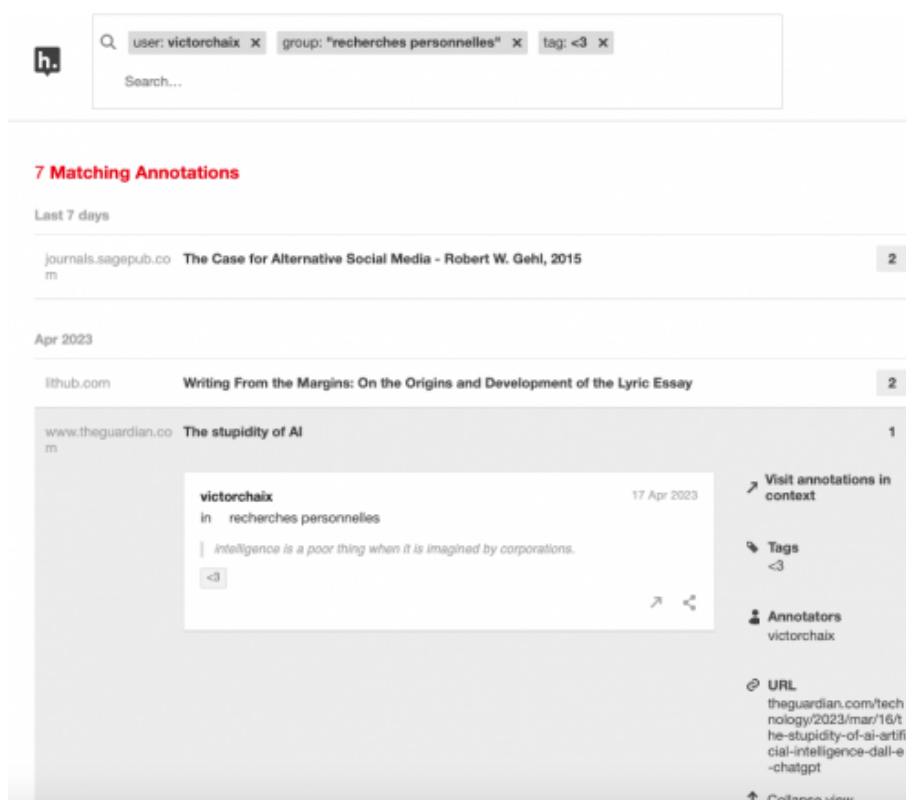 h.
user: victorchaix ×
group: "recherches personnelles" ×
tag: <3 ×
Search...
7 Matching Annotations
Last 7 days
journals.sagepub.co
m
The Case for Alternative Social Media - Robert W. Gehl, 2015
2
Apr 2023
lithub.com
Writing From the Margins: On the Origins and Development of the Lyric Essay
2
www.theguardian.co
m
The stupidity of AI
1
victorchaix
17 Apr 2023
in recherches personnelles
intelligence is a poor thing when it is imagined by corporations.
<3
Visit annotations in
context
Tags
<3
Annotators
victorchaix
URL
theguardian.com/tech
nology/2023/mar/16/t
he-stupidity-of-ai-artifi
cial-intelligence-dall-e
-chatgpt
Collapse view